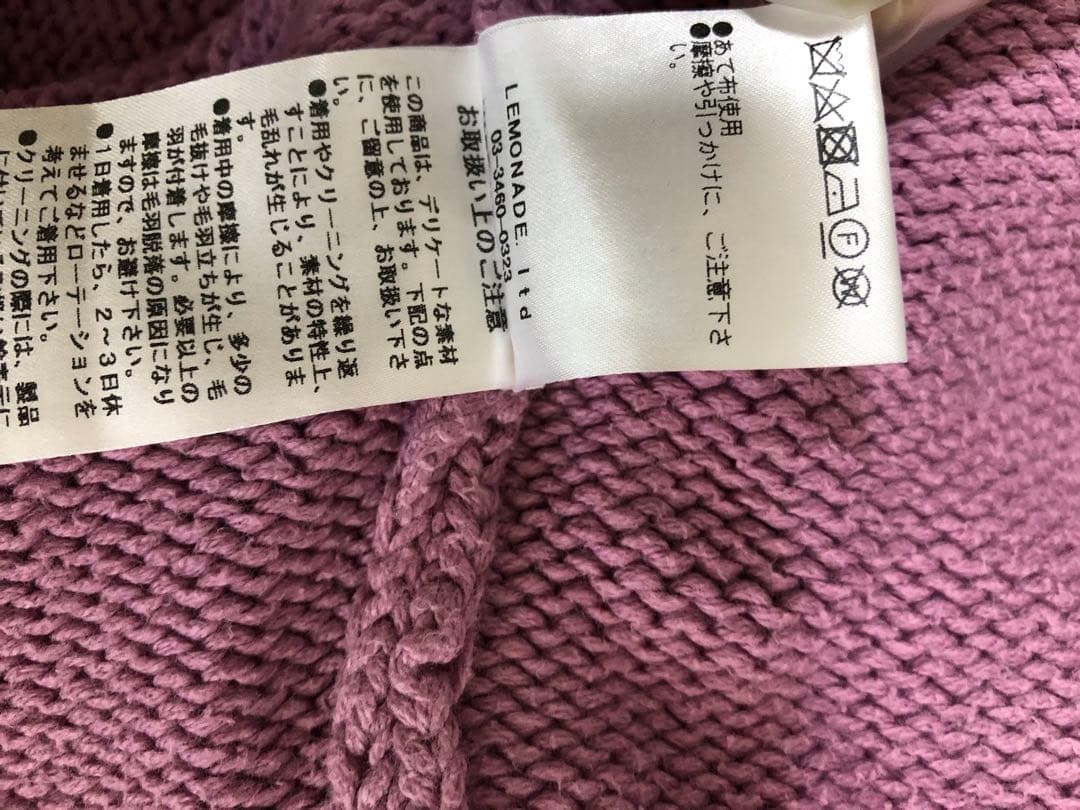 ●あて布使用
●摩擦や引つかけに、ご注意下さ
い。
LEMONADE. ltd
03-3460-0323
お取扱い上のご注意
この商品は、デリケートな素材
を使用しております。下記の点
に、ご留意の上、お取扱い下さ
い。
●着用やクリーニングを繰り返
すことにより、素材の特性上、
毛乱れが生じることがありま
す。
●着用中の摩擦により、多少の
毛抜けや毛羽立ちが生じ、毛
羽が付着します。必要以上の
摩擦は毛羽脱落の原因になり
ますので、お避け下さい。
●1日着用したら、2～3日休
ませるなどローテーションを
考えてご着用下さい。
●クリーニングの際には、製品